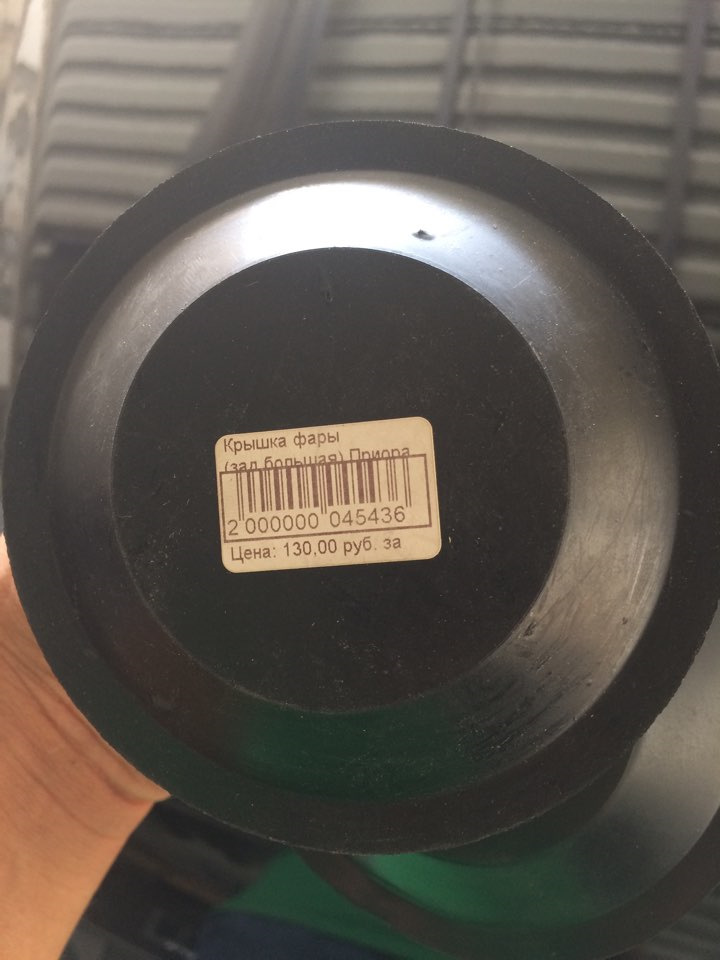 Крышка фары
(зад.большая) Приора
2 000000 045436
Цена: 130,00 руб. за